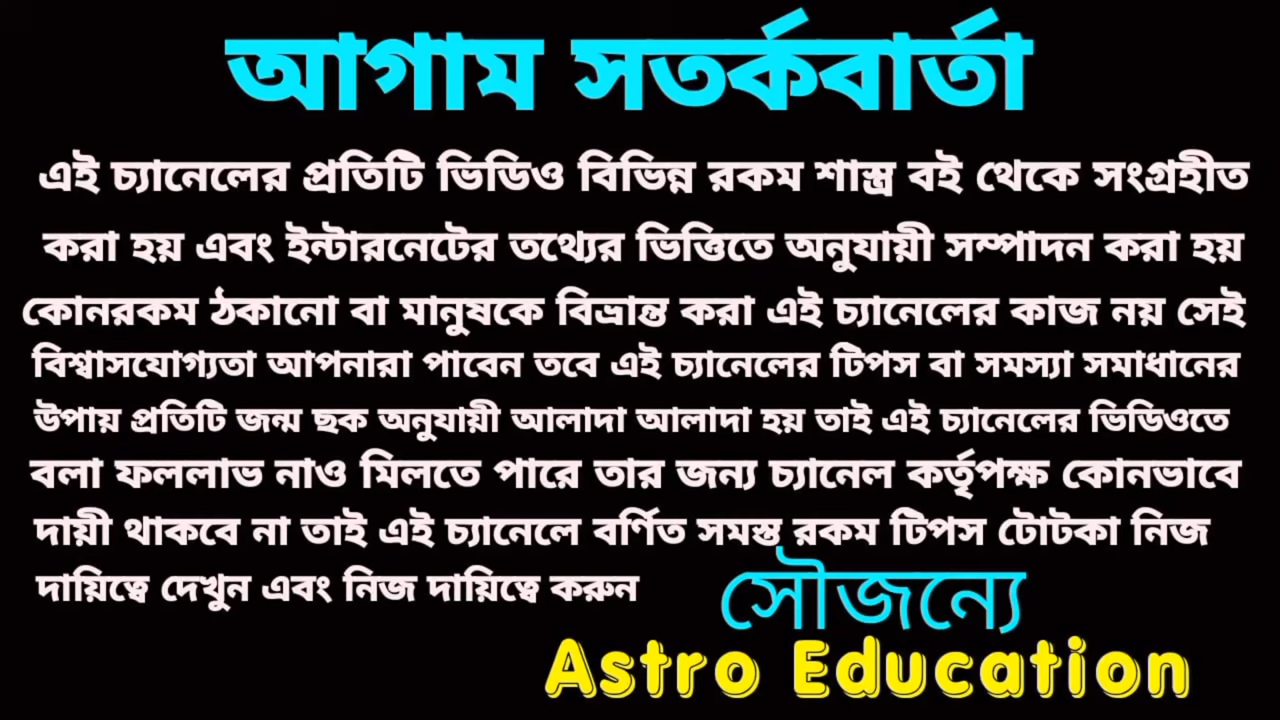 আগাম সতর্কবার্তা
এই চ্যানেলের প্রতিটি ভিডিও বিভিন্ন রকম শাস্ত্র বই থেকে সংগ্রহীত
করা হয় এবং ইন্টারনেটের তথ্যের ভিত্তিতে অনুযায়ী সম্পাদন করা হয়
কোনরকম ঠকানো বা মানুষকে বিভ্রান্ত করা এই চ্যানেলের কাজ নয় সেই
বিশ্বাসযোগ্যতা আপনারা পাবেন তবে এই চ্যানেলের টিপস বা সমস্যা সমাধানের
উপায় প্রতিটি জন্ম ছক অনুযায়ী আলাদা আলাদা হয় তাই এই চ্যানেলের ভিডিওতে
বলা ফললাভ নাও মিলতে পারে তার জন্য চ্যানেল কর্তৃপক্ষ কোনভাবে
দায়ী থাকবে না তাই এই চ্যানেলে বর্ণিত সমস্ত রকম টিপস টোটকা নিজ
দায়িত্বে দেখুন এবং নিজ দায়িত্বে করুন
সৌজন্যে
Astro Education